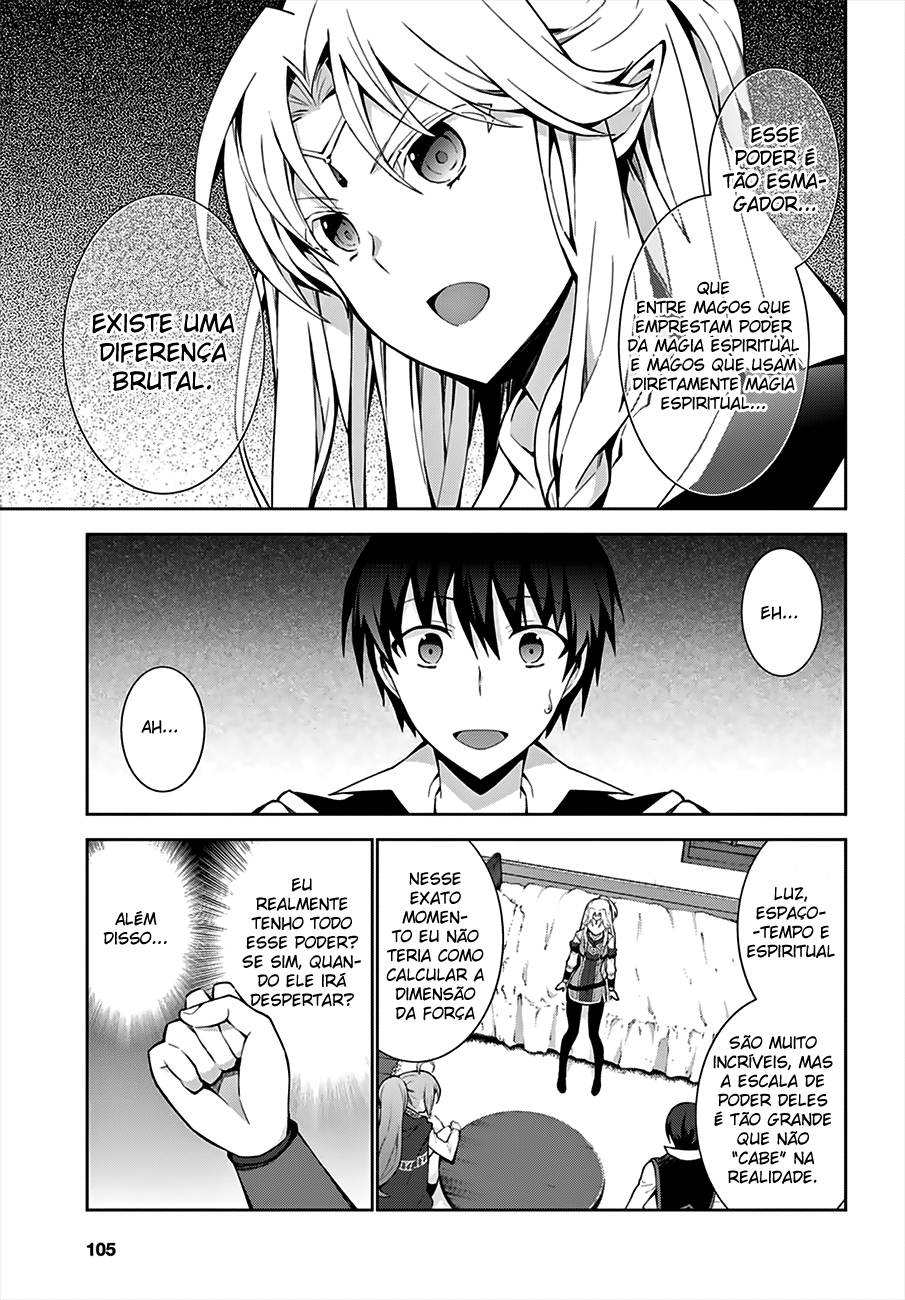 ESSE
PODER É
TÃO ESMA-
GADOR...
QUE
ENTRE MAGOS QUE
EMPRESTAM PODER
DA MAGIA ESPIRITUAL
E MAGOS QUE USAM
DIRETAMENTE MAGIA
ESPIRITUAL...
EXISTE UMA
DIFERENÇA
BRUTAL.
EH...
AH...
LUZ,
ESPAÇO-
TEMPO E
ESPIRITUAL
SÃO MUITO
INCRÍVEIS, MAS
A ESCALA DE
PODER DELES
É TÃO GRANDE
QUE NÃO
"CABE" NA
REALIDADE.
NESSE
EXATO
MOMEN-
TO EU NÃO
TERIA COMO
CALCULAR A
DIMENSÃO
DA FORÇA
EU
REALMENTE
TENHO TODO
ESSE PODER?
SE SIM, QUAN-
DO ELE IRÁ
DESPERTAR?
ALÉM
DISSO...
105